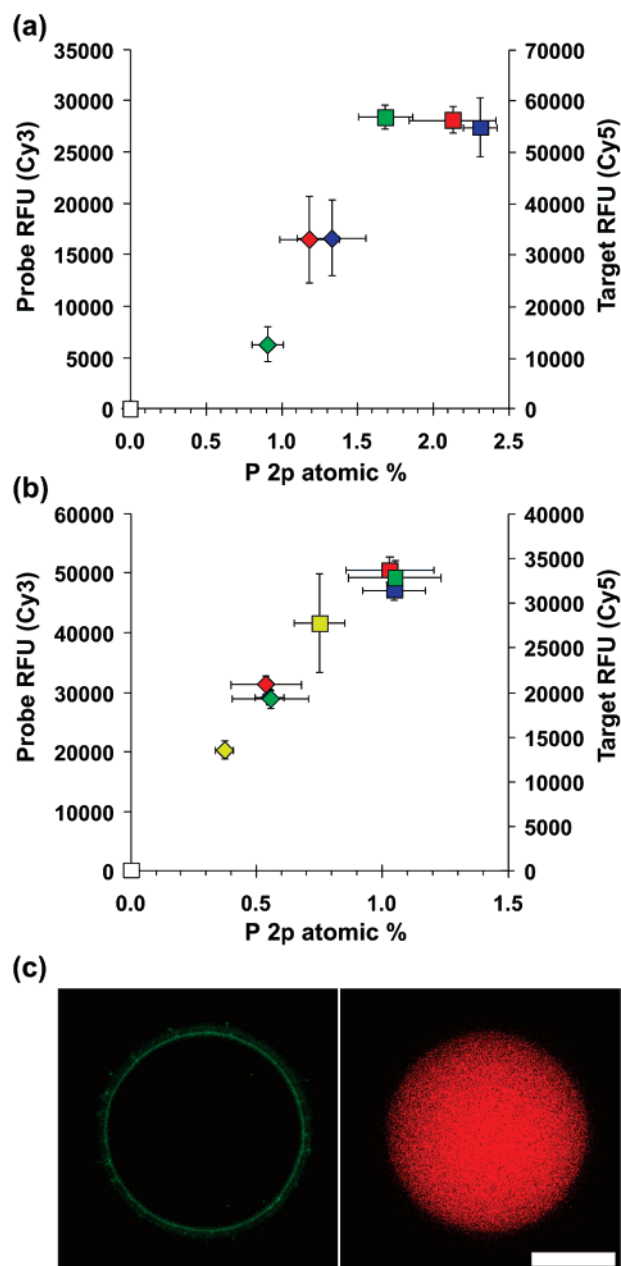 (a)
35000 70000
30000 60000
25000 50000
20000 40000
15000 30000
10000 20000
5000 10000
0 0
Probe RFU (Cy3)
Target RFU (Cy5)
0.0 0.5 1.0 1.5 2.0 2.5
P 2p atomic %
(b)
60000 40000
50000 35000
40000 30000
30000 25000
20000 20000
10000 15000
0 10000
5000
0
Probe RFU (Cy3)
Target RFU (Cy5)
0.0 0.5 1.0 1.5
P 2p atomic %
(c)